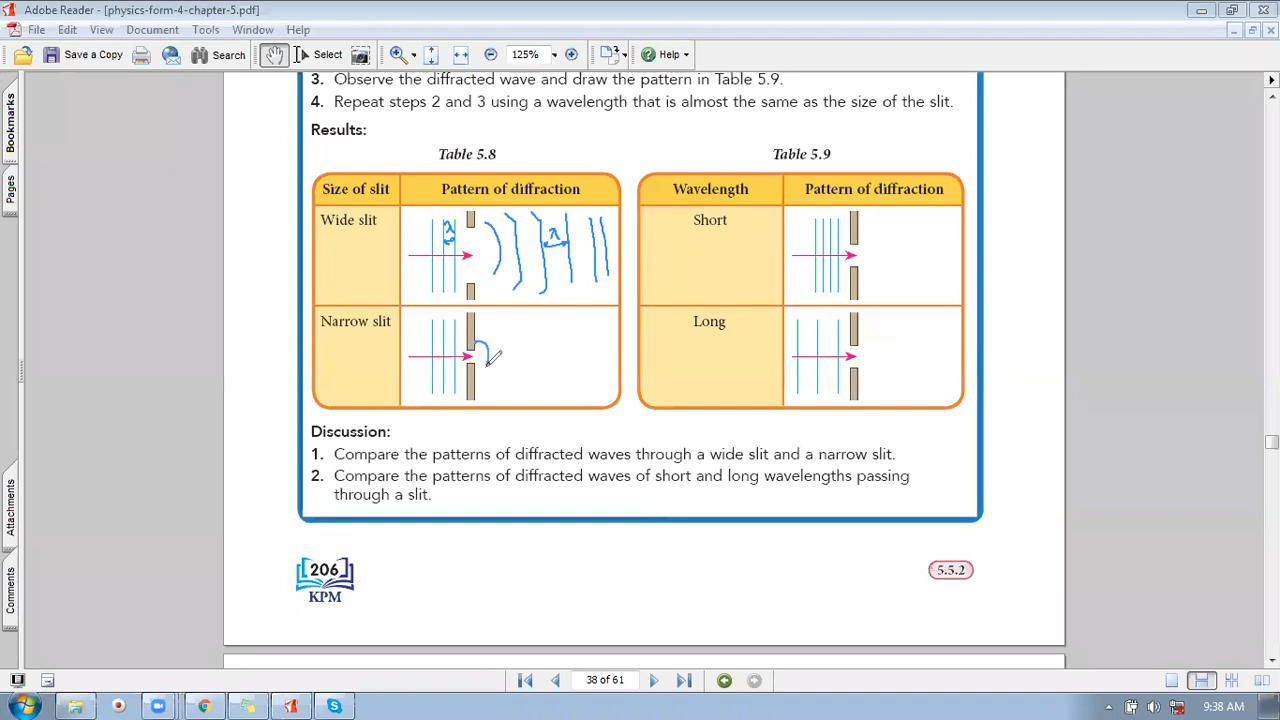 Adobe Reader - [physics-form-4-chapter-5.pdf]
File Edit View Document Tools Window Help
Save a Copy Search Select 125% Help
Bookmarks
Pages
Attachments
Comments
3. Observe the diffracted wave and draw the pattern in Table 5.9.
4. Repeat steps 2 and 3 using a wavelength that is almost the same as the size of the slit.
Results:
Table 5.8
Size of slit Pattern of diffraction
Wide slit λ λ
Narrow slit
Table 5.9
Wavelength Pattern of diffraction
Short
Long
Discussion:
1. Compare the patterns of diffracted waves through a wide slit and a narrow slit.
2. Compare the patterns of diffracted waves of short and long wavelengths passing
through a slit.
206
KPM
5.5.2
38 of 61
9:38 AM